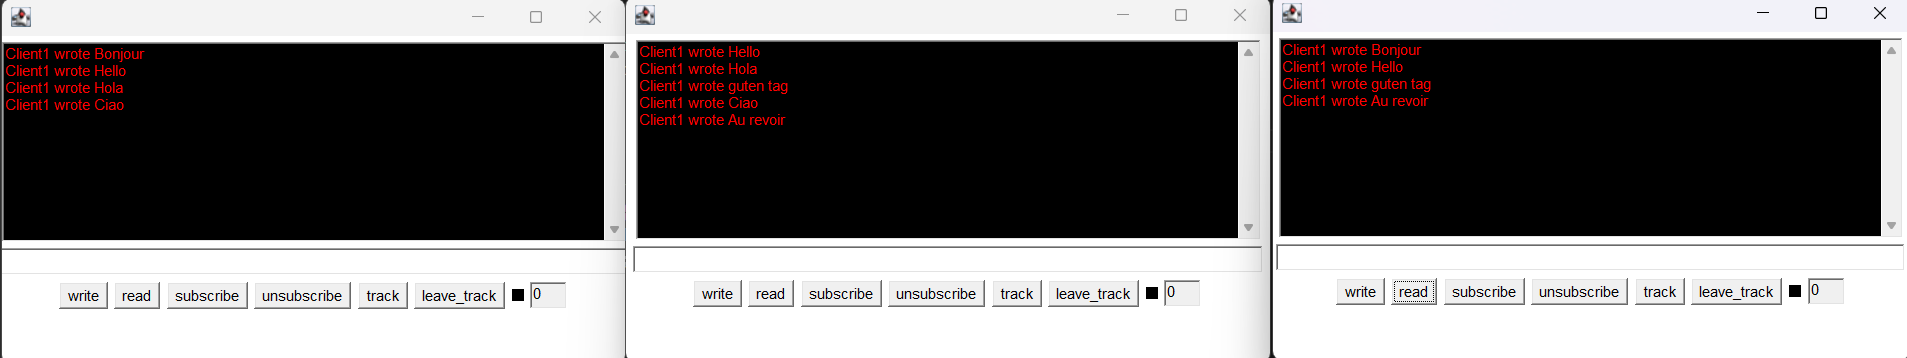 Client1 wrote Bonjour
Client1 wrote Hello
Client1 wrote Hola
Client1 wrote Ciao
write read subscribe unsubscribe track leave_track 0
Client1 wrote Hello
Client1 wrote Hola
Client1 wrote guten tag
Client1 wrote Ciao
Client1 wrote Au revoir
write read subscribe unsubscribe track leave_track 0
Client1 wrote Bonjour
Client1 wrote Hello
Client1 wrote guten tag
Client1 wrote Au revoir
write read subscribe unsubscribe track leave_track 0